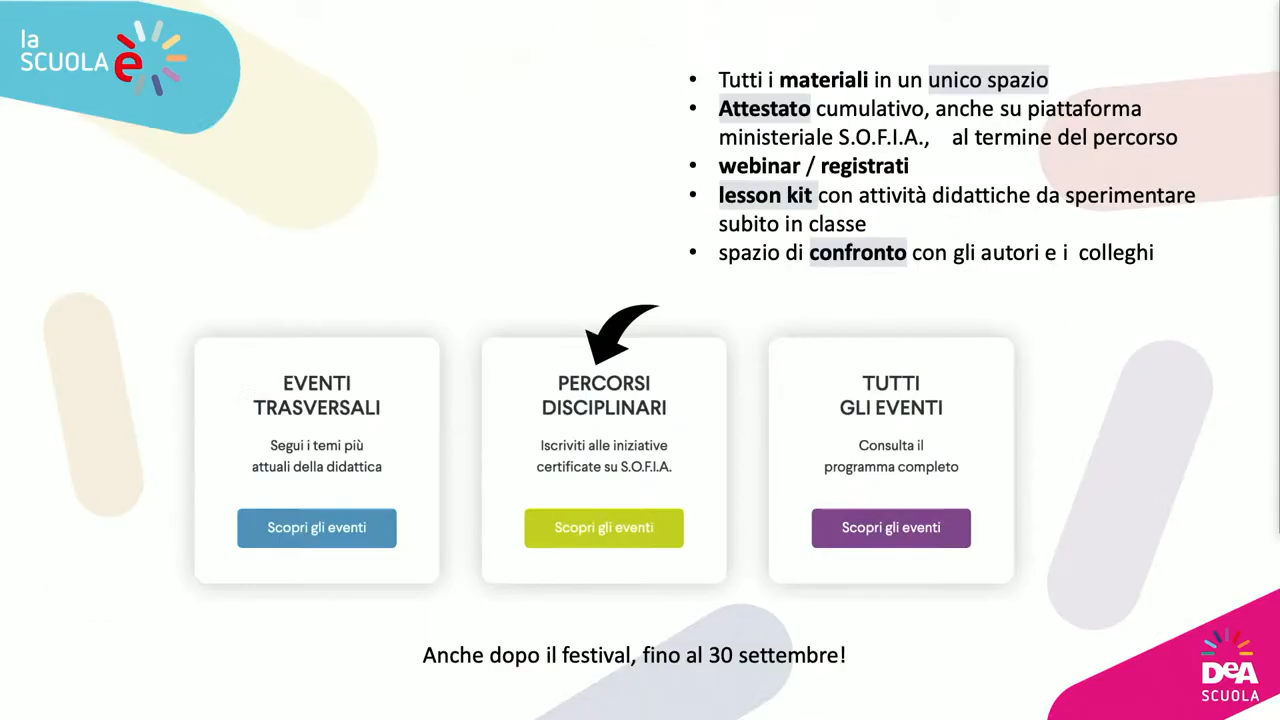 la
SCUOLA è
• Tutti i materiali in un unico spazio
• Attestato cumulativo, anche su piattaforma
ministeriale S.O.F.I.A., al termine del percorso
• webinar / registrati
• lesson kit con attività didattiche da sperimentare
subito in classe
• spazio di confronto con gli autori e i colleghi
EVENTI
TRASVERSALI
Segui i temi più
attuali della didattica
Scopri gli eventi
PERCORSI
DISCIPLINARI
Iscriviti alle iniziative
certificate su S.O.F.I.A.
Scopri gli eventi
TUTTI
GLI EVENTI
Consulta il
programma completo
Scopri gli eventi
Anche dopo il festival, fino al 30 settembre!
DeA
SCUOLA